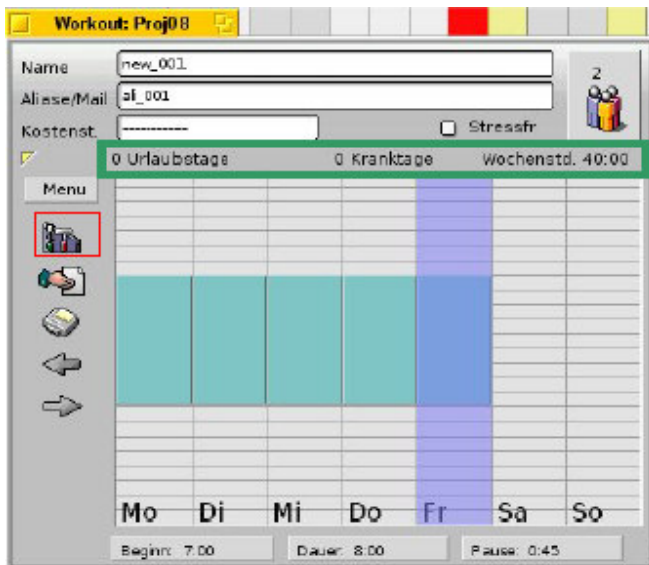 Workout: Proj08
Name new_001
2
Aliase/Mail al_001
Kostenst. ----------- Stressfr
0 Urlaubstage 0 Kranktage Wochenstd. 40:00
Menu
Mo Di Mi Do Fr Sa So
Beginn: 7:00 Dauer: 8:00 Pause: 0:45